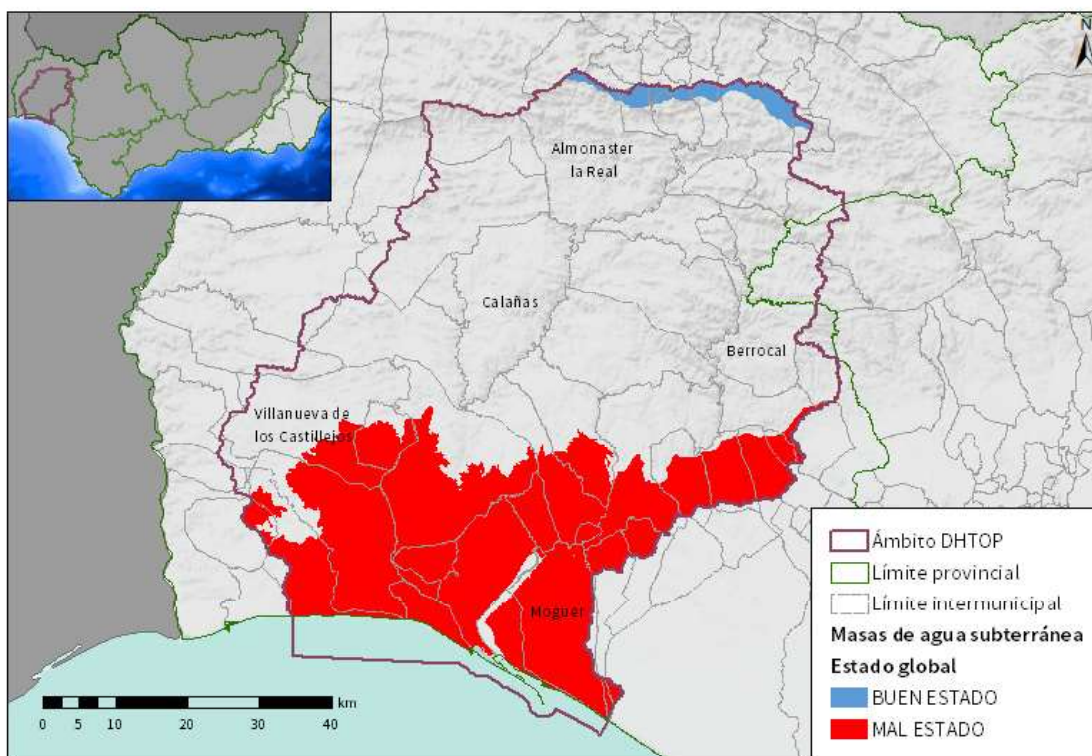 N
Almonaster
la Real
Calañas
Berrocal
Villanueva de
los Castillejos
Moguer
km
0 5 10 20 30 40
Ámbito DHTOP
Límite provincial
Límite intermunicipal
Masas de agua subterránea
Estado global
BUEN ESTADO
MAL ESTADO